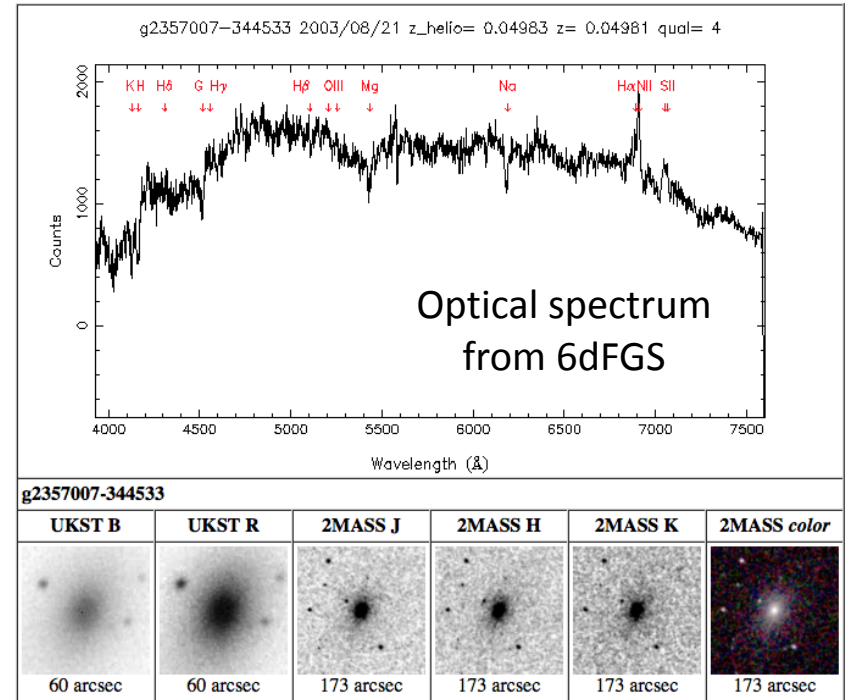 g2357007−344533 2003/08/21 z_helio= 0.04983 z= 0.04981 qual= 4
K H Hδ G Hγ Hβ OIII Mg Na Hα NII SII
2000
1000
0
Counts
Optical spectrum
from 6dFGS
4000 4500 5000 5500 6000 6500 7000 7500
Wavelength (Å)
g2357007-344533
UKST B UKST R 2MASS J 2MASS H 2MASS K 2MASS color
60 arcsec 60 arcsec 173 arcsec 173 arcsec 173 arcsec 173 arcsec